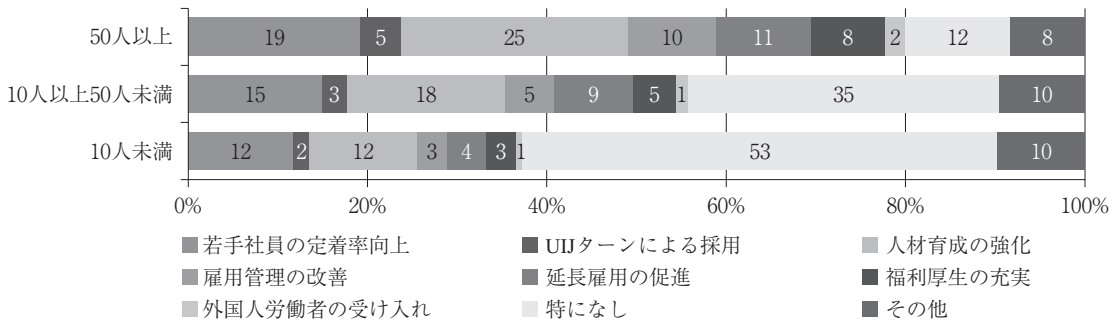 50人以上 19 5 25 10 11 8 2 12 8
10人以上50人未満 15 3 18 5 9 5 1 35 10
10人未満 12 2 12 3 4 3 1 53 10
0% 20% 40% 60% 80% 100%
若手社員の定着率向上 UIJターンによる採用 人材育成の強化
雇用管理の改善 延長雇用の促進 福利厚生の充実
外国人労働者の受け入れ 特になし その他